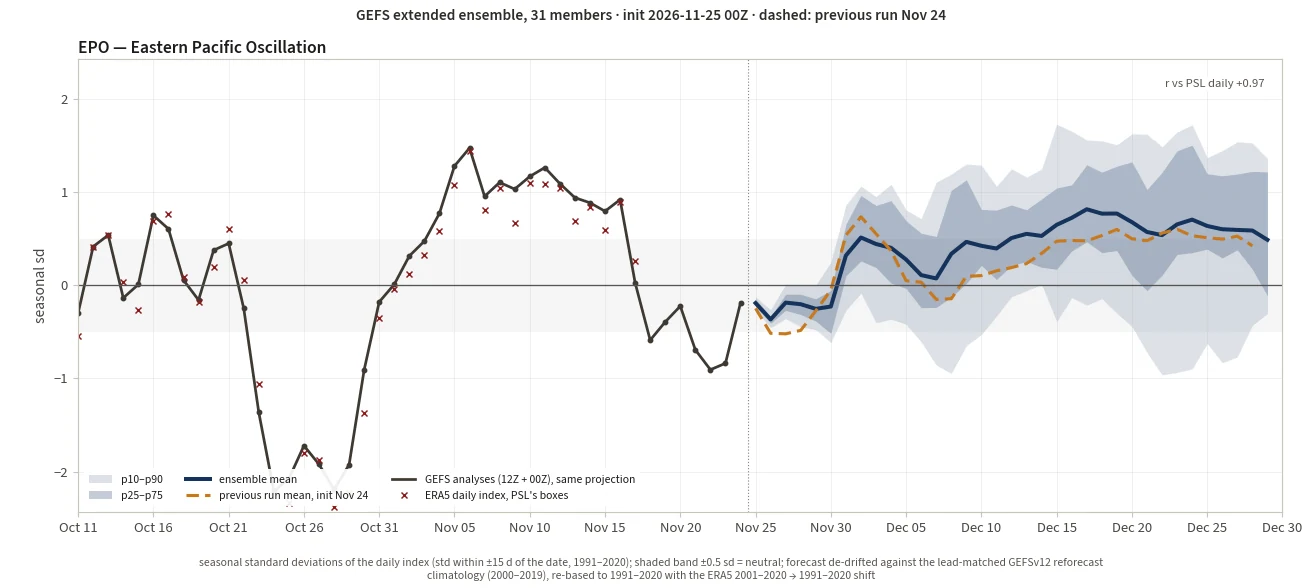 GEFS extended ensemble, 31 members · init 2026-11-25 00Z · dashed: previous run Nov 24
EPO — Eastern Pacific Oscillation
r vs PSL daily +0.97
seasonal sd
2
1
0
−1
−2
p10–p90
ensemble mean
GEFS analyses (12Z + 00Z), same projection
p25–p75
previous run mean, init Nov 24
ERA5 daily index, PSL's boxes
Oct 11 Oct 16 Oct 21 Oct 26 Oct 31 Nov 05 Nov 10 Nov 15 Nov 20 Nov 25 Nov 30 Dec 05 Dec 10 Dec 15 Dec 20 Dec 25 Dec 30
seasonal standard deviations of the daily index (std within ±15 d of the date, 1991–2020); shaded band ±0.5 sd = neutral; forecast de-drifted against the lead-matched GEFSv12 reforecast
climatology (2000–2019), re-based to 1991–2020 with the ERA5 2001–2020 → 1991–2020 shift